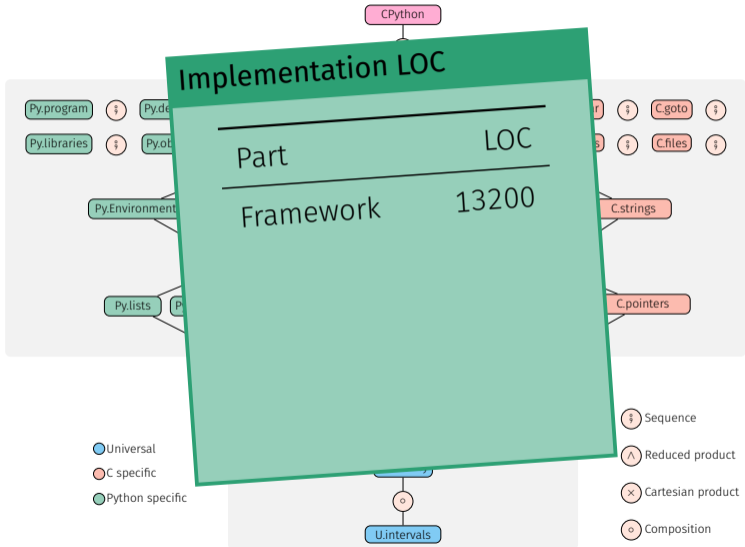 CPython
Implementation LOC
Part LOC
Framework 13200
Py.program C.goto
Py.libraries C.files
Py.Environment C.strings
Py.lists C.pointers
Universal
C specific
Python specific
U.intervals
Sequence
Reduced product
Cartesian product
Composition